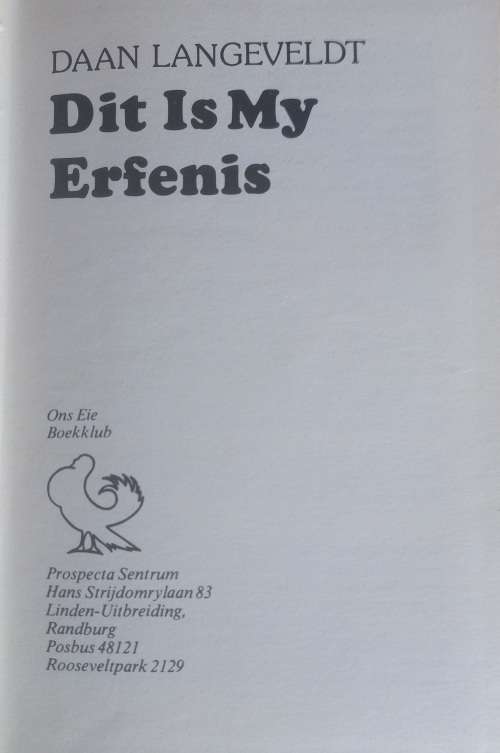 DAAN LANGEVELDT
Dit Is My
Erfenis
Ons Eie
Boekklub
Prospecta Sentrum
Hans Strijdomrylaan 83
Linden-Uitbreiding,
Randburg
Posbus 48121
Rooseveltpark 2129